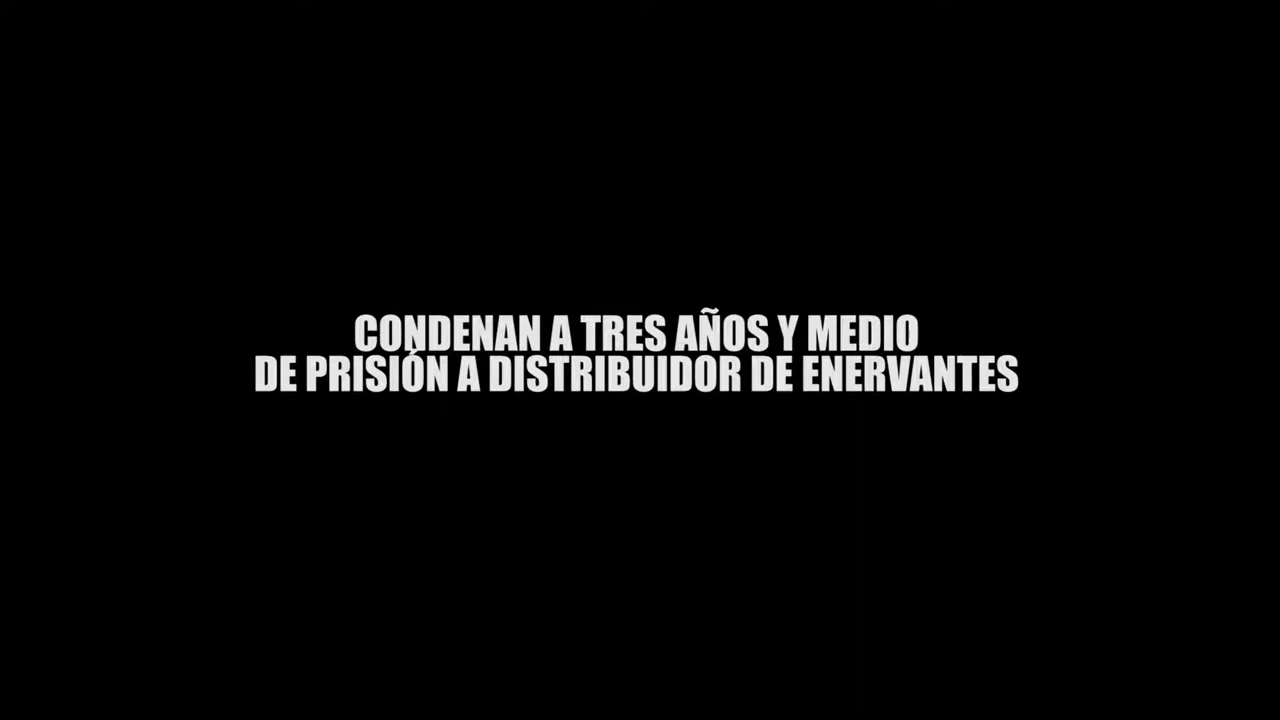 CONDENAN A TRES AÑOS Y MEDIO
DE PRISIÓN A DISTRIBUIDOR DE ENERVANTES